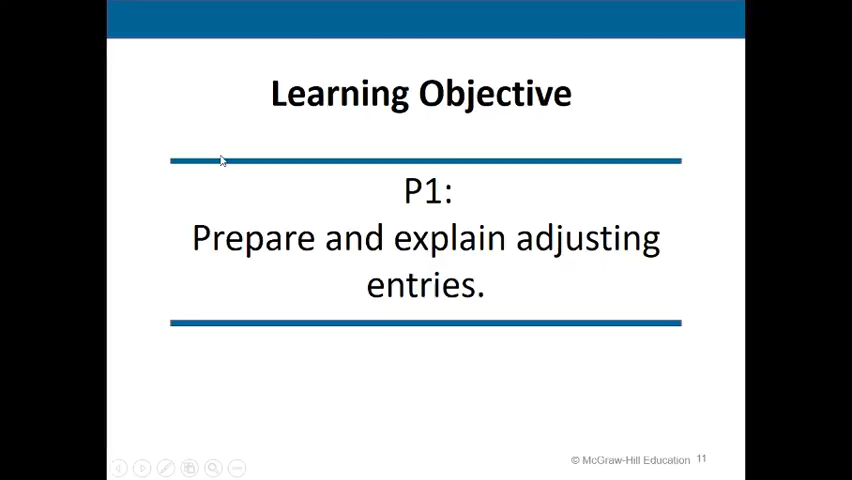 Learning Objective
P1:
Prepare and explain adjusting
entries.
© McGraw-Hill Education 11